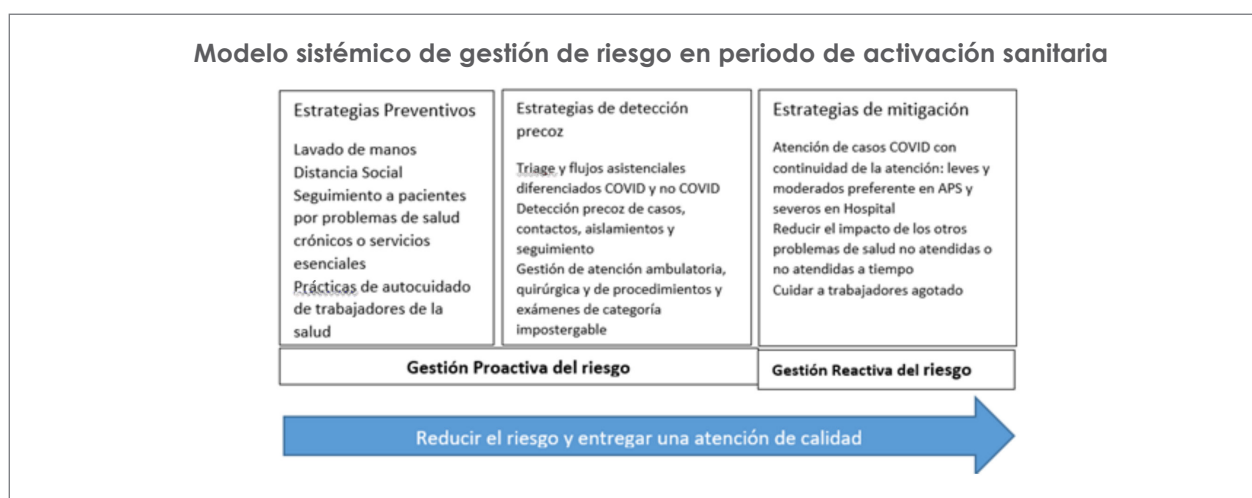 Modelo sistémico de gestión de riesgo en periodo de activación sanitaria
Estrategias Preventivos
Lavado de manos
Distancia Social
Seguimiento a pacientes
por problemas de salud
crónicos o servicios
esenciales
Prácticas de autocuidado
de trabajadores de la
salud
Estrategias de detección
precoz
Triage y flujos asistenciales
diferenciados COVID y no COVID
Detección precoz de casos,
contactos, aislamientos y
seguimiento
Gestión de atención ambulatoria,
quirúrgica y de procedimientos y
exámenes de categoría
impostergable
Estrategias de mitigación
Atención de casos COVID con
continuidad de la atención: leves y
moderados preferente en APS y
severos en Hospital
Reducir el impacto de los otros
problemas de salud no atendidas o
no atendidas a tiempo
Cuidar a trabajadores agotado
Gestión Proactiva del riesgo
Gestión Reactiva del riesgo
Reducir el riesgo y entregar una atención de calidad